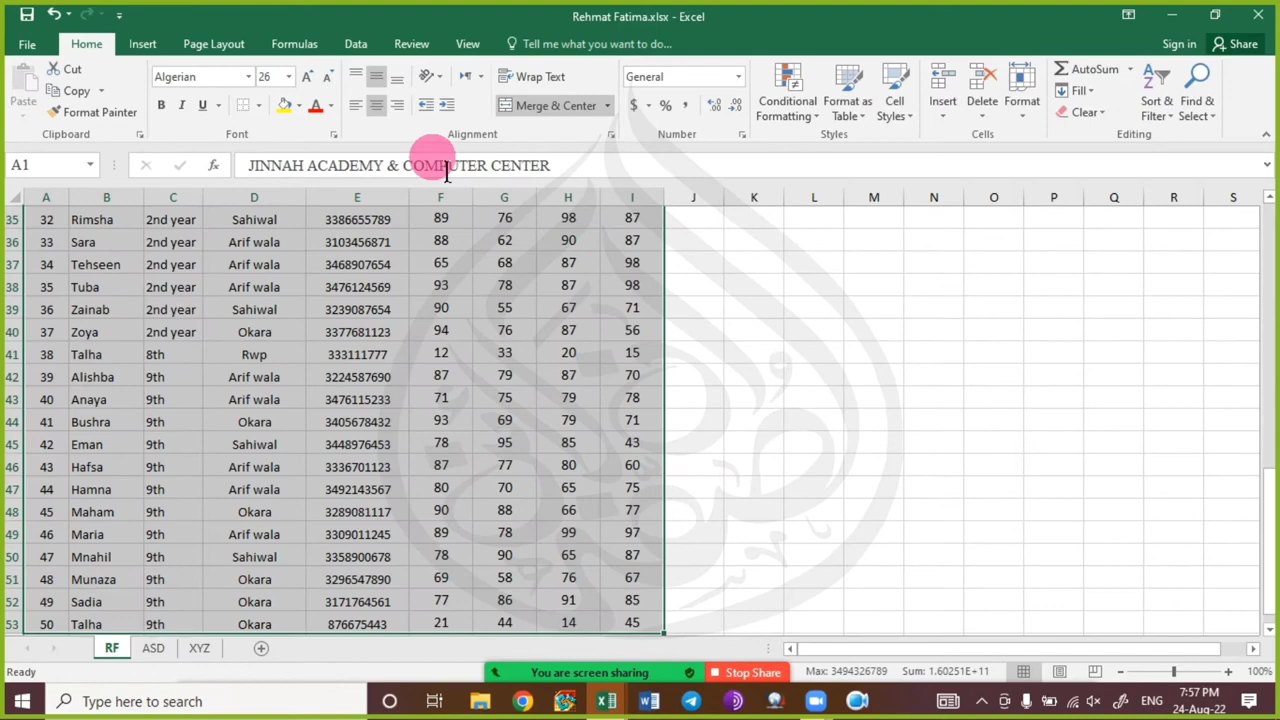 Rehmat Fatima.xlsx - Excel
File Home Insert Page Layout Formulas Data Review View Tell me what you want to do... Sign in Share
Paste Cut Copy Format Painter Clipboard
Algerian 26 A A B I U A Font
Wrap Text Merge & Center Alignment
General $ % , Number
Conditional Formatting Format as Table Cell Styles Styles
Insert Delete Format Cells
AutoSum Fill Clear Sort & Filter Find & Select Editing
A1 fx JINNAH ACADEMY & COMPUTER CENTER
A B C D E F G H I J K L M N O P Q R S
35 32 Rimsha 2nd year Sahiwal 3386655789 89 76 98 87
36 33 Sara 2nd year Arif wala 3103456871 88 62 90 87
37 34 Tehseen 2nd year Arif wala 3468907654 65 68 87 98
38 35 Tuba 2nd year Arif wala 3476124569 93 78 87 98
39 36 Zainab 2nd year Sahiwal 3239087654 90 55 67 71
40 37 Zoya 2nd year Okara 3377681123 94 76 87 56
41 38 Talha 8th Rwp 333111777 12 33 20 15
42 39 Alishba 9th Arif wala 3224587690 87 79 87 70
43 40 Anaya 9th Arif wala 3476115233 71 75 79 78
44 41 Bushra 9th Okara 3405678432 93 69 79 71
45 42 Eman 9th Sahiwal 3448976453 78 95 85 43
46 43 Hafsa 9th Arif wala 3336701123 87 77 80 60
47 44 Hamna 9th Arif wala 3492143567 80 70 65 75
48 45 Maham 9th Okara 3289081117 90 88 66 77
49 46 Maria 9th Arif wala 3309011245 89 78 99 97
50 47 Mnahil 9th Sahiwal 3358900678 78 90 65 87
51 48 Munaza 9th Okara 3296547890 69 58 76 67
52 49 Sadia 9th Okara 3171764561 77 86 91 85
53 50 Talha 9th Okara 876675443 21 44 14 45
RF ASD XYZ
Ready You are screen sharing Stop Share Max: 3494326789 Sum: 1.60251E+11 100%
Type here to search ENG 7:57 PM
24-Aug-22